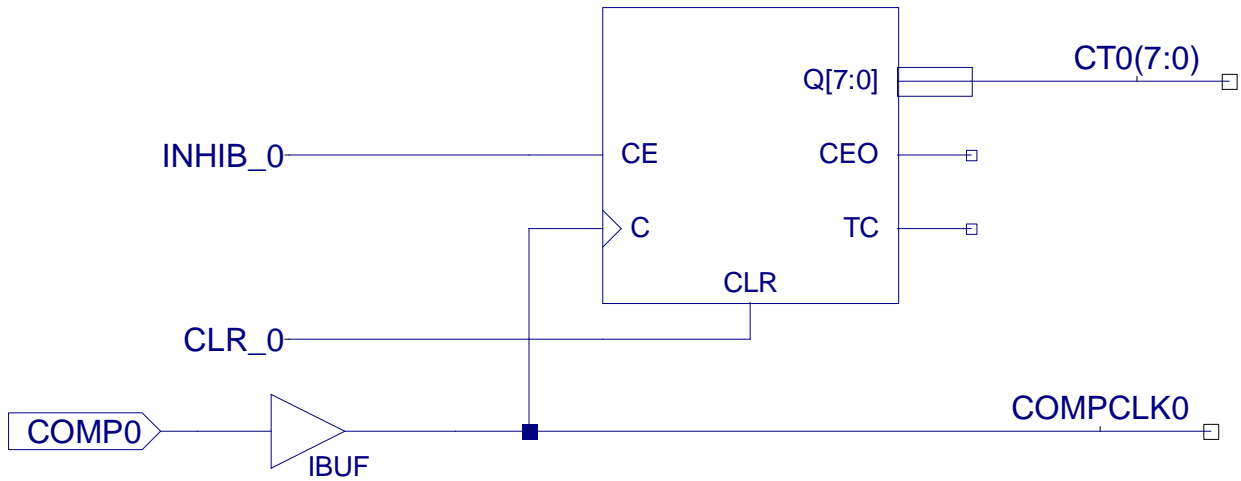 CT0(7:0)
Q[7:0]
INHIB_0
CE
CEO
C
TC
CLR
CLR_0
COMPCLK0
COMP0
IBUF